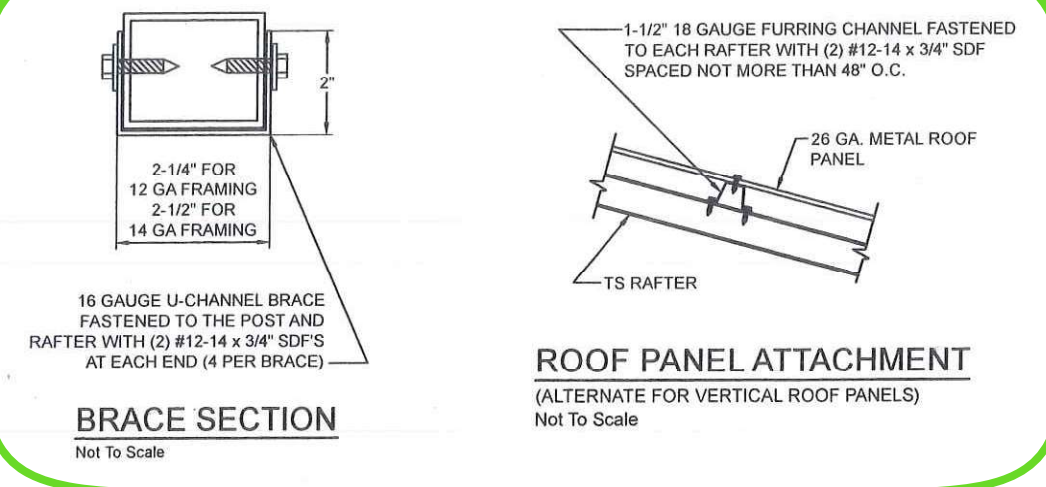 2"
2-1/4" FOR
12 GA FRAMING
2-1/2" FOR
14 GA FRAMING
16 GAUGE U-CHANNEL BRACE
FASTENED TO THE POST AND
RAFTER WITH (2) #12-14 x 3/4" SDF'S
AT EACH END (4 PER BRACE)
BRACE SECTION
Not To Scale
1-1/2" 18 GAUGE FURRING CHANNEL FASTENED
TO EACH RAFTER WITH (2) #12-14 x 3/4" SDF
SPACED NOT MORE THAN 48" O.C.
26 GA. METAL ROOF
PANEL
TS RAFTER
ROOF PANEL ATTACHMENT
(ALTERNATE FOR VERTICAL ROOF PANELS)
Not To Scale